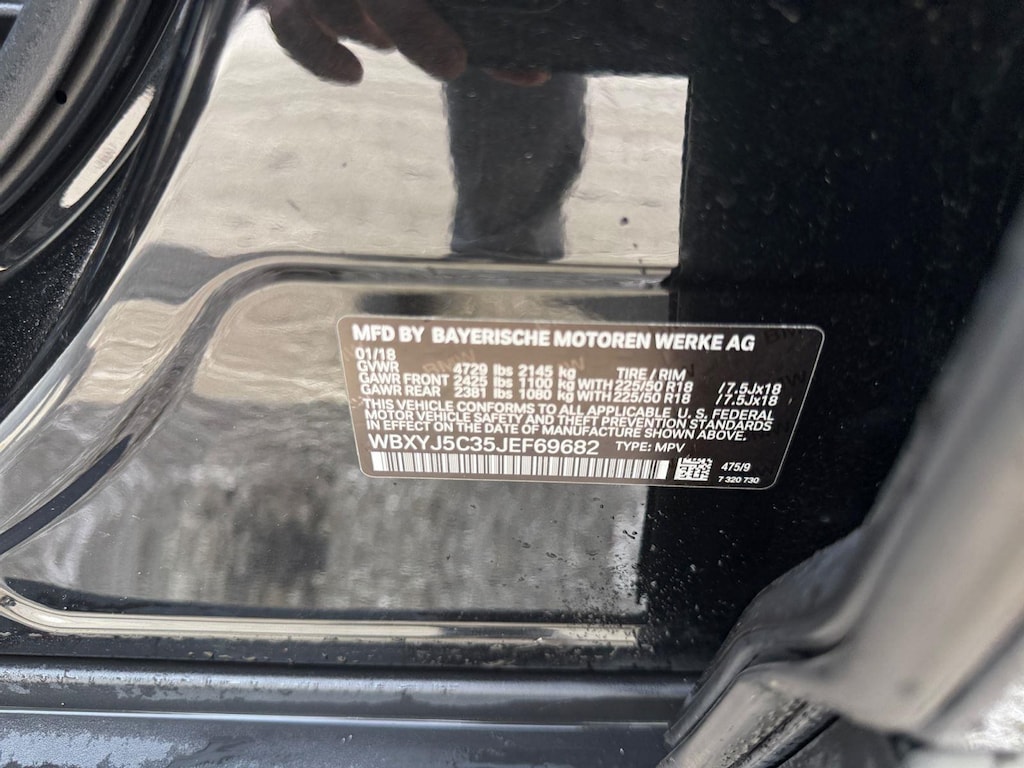 MFD BY BAYERISCHE MOTOREN WERKE AG
01/18
GVWR 4729 lbs 2145 kg TIRE / RIM
GAWR FRONT 2425 lbs 1100 kg WITH 225/50 R18 /7.5Jx18
GAWR REAR 2381 lbs 1080 kg WITH 225/50 R18 /7.5Jx18
THIS VEHICLE CONFORMS TO ALL APPLICABLE U. S. FEDERAL
MOTOR VEHICLE SAFETY AND THEFT PREVENTION STANDARDS
IN EFFECT ON THE DATE OF MANUFACTURE SHOWN ABOVE.
WBXYJ5C35JEF69682 TYPE: MPV
475/9
7 320 730